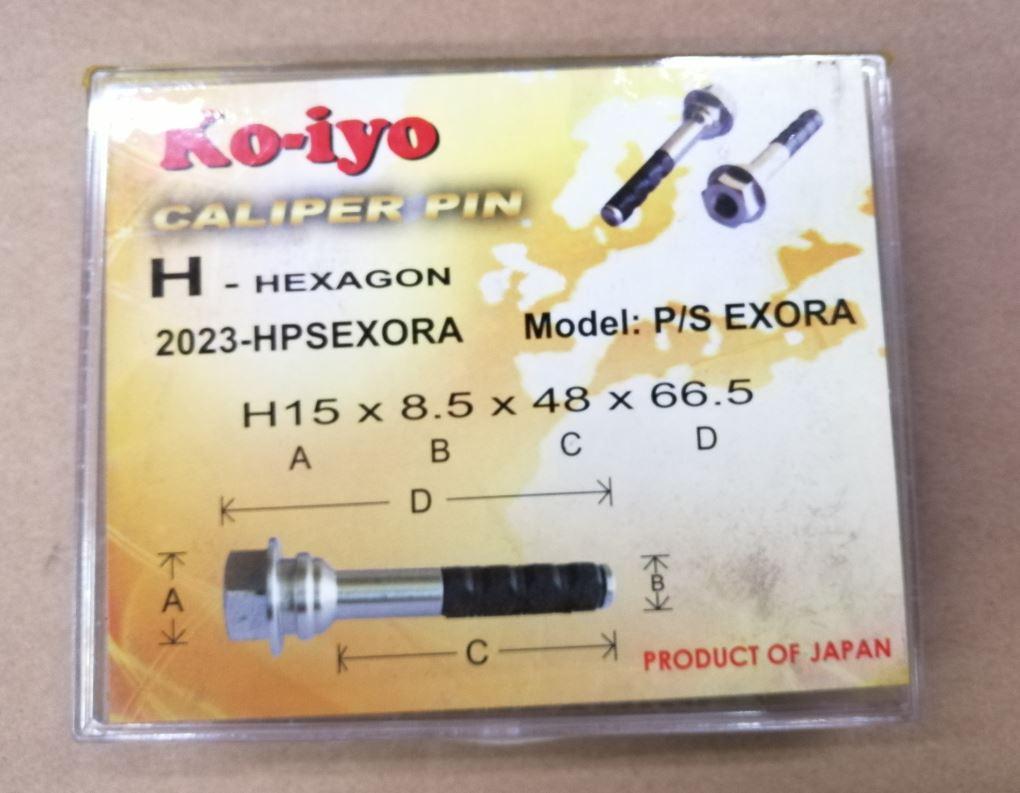 Ko-iyo
CALIPER PIN
H - HEXAGON
2023-HPSEXORA Model: P/S EXORA
H15 x 8.5 x 48 x 66.5
A B C D
D
A
B
C
PRODUCT OF JAPAN